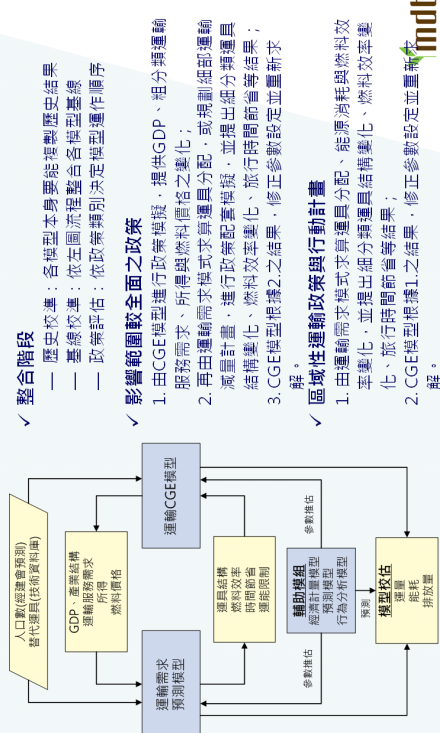 人口數(經建會預測)
替代運具(技術資料庫)
GDP、產業結構
運輸服務需求
所得
燃料價格
運輸需求
預測模型
運輸CGE模型
運具結構
燃料效率
時間節省
運能限制
輔助模組
經濟計量模型
預測模型
行為分析模型
參數推估
參數推估
預測
模型校估
運量
能耗
排放量
✓ 整合階段
— 歷史校準：各模型本身要能複製歷史結果
— 基線校準：依左圖流程整合各模型基線
— 政策評估：依政策類別決定模型運作順序
✓ 影響範圍較全面之政策
1. 由CGE模型進行政策模擬，提供GDP、粗分類運輸
服務需求、所得與燃料價格之變化；
2. 再由運輸需求模式求算運具分配，或規劃細部運輸
減量計畫，進行政策配套模擬，並提出細分類運具
結構變化、燃料效率變化、旅行時間節省等結果；
3. CGE模型根據2.之結果，修正參數設定並重新求
解。
✓ 區域性運輸政策與行動計畫
1. 由運輸需求模式求算運具分配、能源消耗與燃料效
率變化，並提出細分類運具結構變化、燃料效率變
化、旅行時間節省等結果；
2. CGE模型根據1.之結果，修正參數設定並重新求
解。
mdt